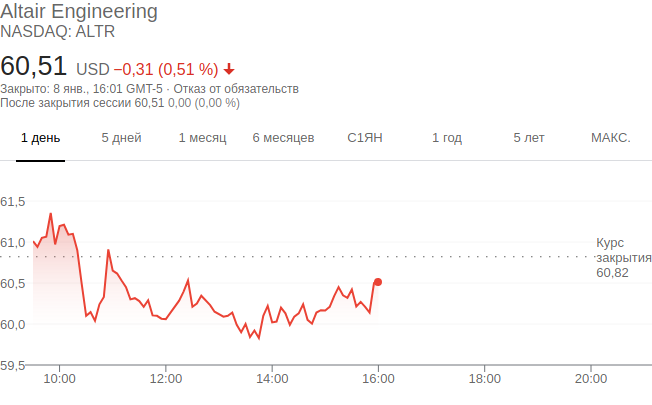 Altair Engineering
NASDAQ: ALTR
60,51 USD −0,31 (0,51 %)
Закрыто: 8 янв., 16:01 GMT-5 · Отказ от обязательств
После закрытия сессии 60,51 0,00 (0,00 %)
1 день 5 дней 1 месяц 6 месяцев С1ЯН 1 год 5 лет МАКС.
61,5
61,0
Курс
закрытия
60,82
60,5
60,0
59,5
10:00 12:00 14:00 16:00 18:00 20:00